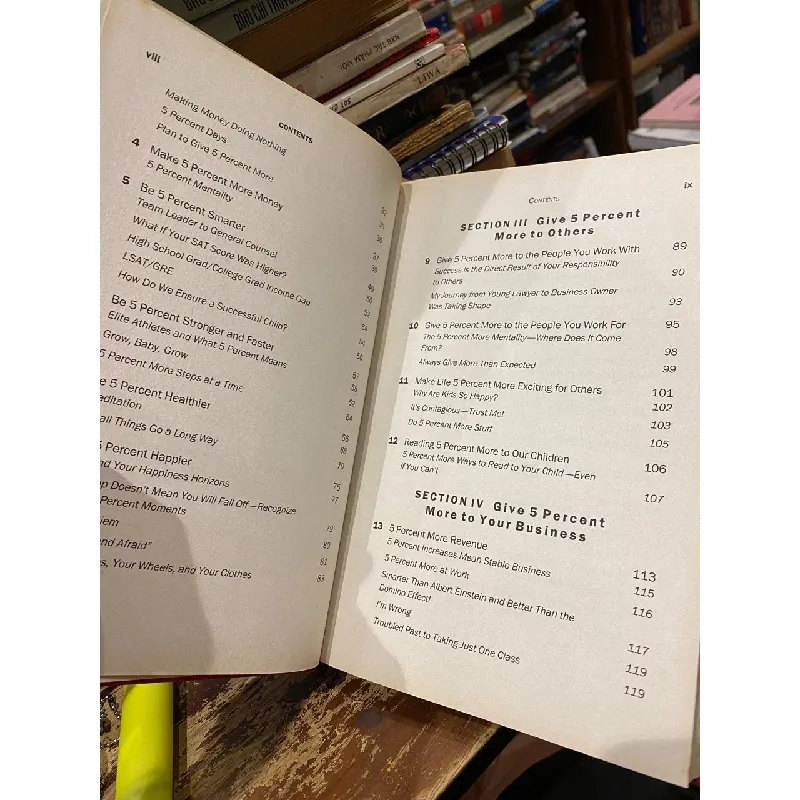 BÁO CHÍ TRUYỀN
LIWA
viii
CONTENTS
Making Money Doing Nothing
5 Percent Days
Plan to Give 5 Percent More
4 Make 5 Percent More Money
5 Percent Mentality
5 Be 5 Percent Smarter
Team Leader to General Counsel
What If Your SAT Score Was Higher?
High School Grad/College Grad Income Gap
LSAT/GRE
How Do We Ensure a Successful Child?
Be 5 Percent Stronger and Faster
Elite Athletes and What 5 Percent Means
Grow, Baby, Grow
5 Percent More Steps at a Time
5 Percent Healthier
editation
all Things Go a Long Way
5 Percent Happier
nd Your Happiness Horizons 75
op Doesn't Mean You Will Fall Off—Recognize 77
Percent Moments
lem 79
and Afraid" 80
81
s, Your Wheels, and Your Clothes 83
CONTENTS ix
SECTION III Give 5 Percent
More to Others
9 Give 5 Percent More to the People You Work With 89
Success Is the Direct Result of Your Responsibility
to Others 90
My Journey from Young Lawyer to Business Owner
Was Taking Shape 93
10 Give 5 Percent More to the People You Work For 95
The 5 Percent More Mentality—Where Does It Come
From? 98
Always Give More Than Expected 99
11 Make Life 5 Percent More Exciting for Others 101
Why Are Kids So Happy? 102
It's Contagious—Trust Me! 103
Do 5 Percent More Stuff 105
12 Reading 5 Percent More to Our Children 106
5 Percent More Ways to Read to Your Child—Even
If You Can't 107
SECTION IV Give 5 Percent
More to Your Business
13 5 Percent More Revenue 113
5 Percent Increases Mean Stable Business 115
5 Percent More at Work 116
Smarter Than Albert Einstein and Better Than the
Domino Effect! 117
I'm Wrong 119
Troubled Past to Taking Just One Class 119